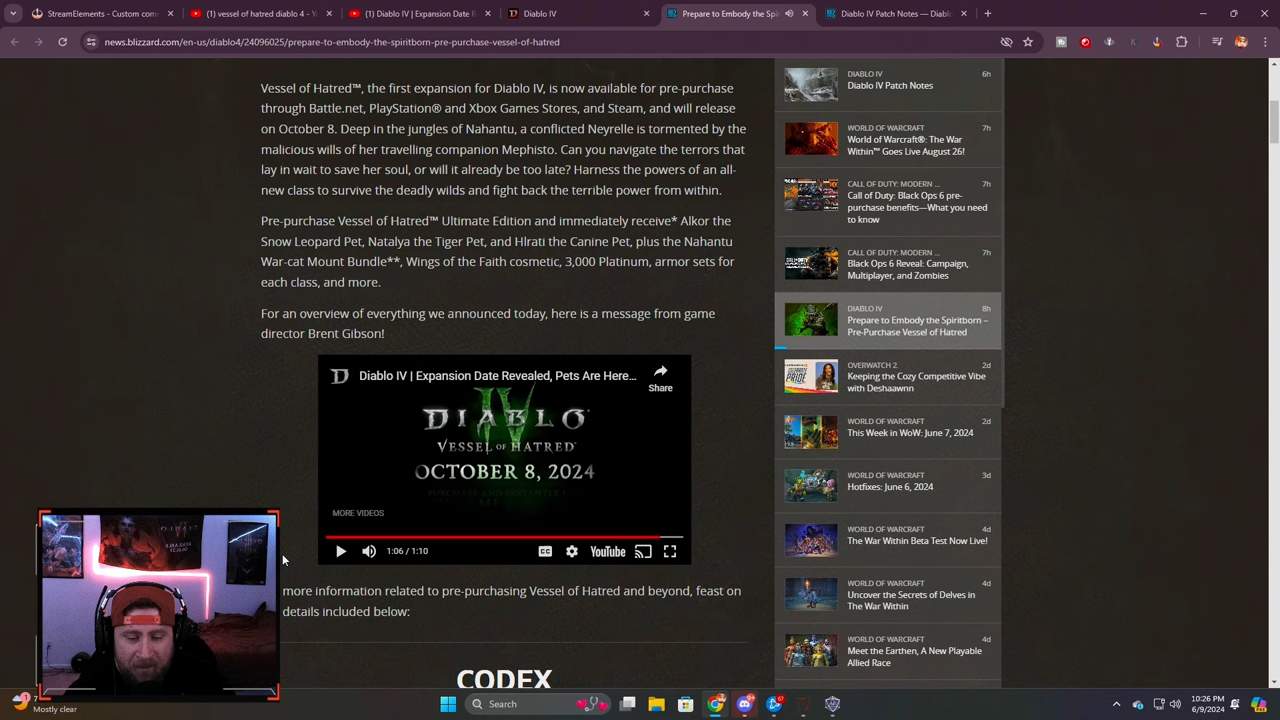 StreamElements - Custom com
(1) vessel of hatred diablo 4 - Y
(1) Diablo IV | Expansion Date R
Diablo IV
Prepare to Embody the Spi
Diablo IV Patch Notes — Diablo
news.blizzard.com/en-us/diablo4/24096025/prepare-to-embody-the-spiritborn-pre-purchase-vessel-of-hatred
Vessel of Hatred™, the first expansion for Diablo IV, is now available for pre-purchase
through Battle.net, PlayStation® and Xbox Games Stores, and Steam, and will release
on October 8. Deep in the jungles of Nahantu, a conflicted Neyrelle is tormented by the
malicious wills of her travelling companion Mephisto. Can you navigate the terrors that
lay in wait to save her soul, or will it already be too late? Harness the powers of an all-
new class to survive the deadly wilds and fight back the terrible power from within.
Pre-purchase Vessel of Hatred™ Ultimate Edition and immediately receive* Alkor the
Snow Leopard Pet, Natalya the Tiger Pet, and HIrati the Canine Pet, plus the Nahantu
War-cat Mount Bundle**, Wings of the Faith cosmetic, 3,000 Platinum, armor sets for
each class, and more.
For an overview of everything we announced today, here is a message from game
director Brent Gibson!
Diablo IV | Expansion Date Revealed, Pets Are Here...
Share
DIABLO
IV
VESSEL OF HATRED™
OCTOBER 8, 2024
PURCHASE AND INSTANTLY
MORE VIDEOS
1:06 / 1:10
CC
YouTube
more information related to pre-purchasing Vessel of Hatred and beyond, feast on
details included below:
CODEX
DIABLO IV
6h
Diablo IV Patch Notes
WORLD OF WARCRAFT
7h
World of Warcraft®: The War
Within™ Goes Live August 26!
CALL OF DUTY: MODERN ...
7h
Call of Duty: Black Ops 6 pre-
purchase benefits—What you need
to know
CALL OF DUTY: MODERN ...
7h
Black Ops 6 Reveal: Campaign,
Multiplayer, and Zombies
DIABLO IV
8h
Prepare to Embody the Spiritborn –
Pre-Purchase Vessel of Hatred
OVERWATCH 2
2d
Keeping the Cozy Competitive Vibe
with Deshaawnn
WORLD OF WARCRAFT
2d
This Week in WoW: June 7, 2024
WORLD OF WARCRAFT
3d
Hotfixes: June 6, 2024
WORLD OF WARCRAFT
4d
The War Within Beta Test Now Live!
WORLD OF WARCRAFT
4d
Uncover the Secrets of Delves in
The War Within
WORLD OF WARCRAFT
4d
Meet the Earthen, A New Playable
Allied Race
Mostly clear
Search
10:26 PM
6/9/2024